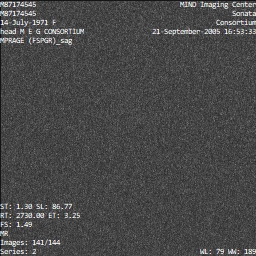 M87174545
M87174545
14-July-1971 F
head M E G CONSORTIUM
MPRAGE (FSPGR)_sag
MIND Imaging Center
Sonata
Consortium
21-September-2005 16:53:33
ST: 1.30 SL: 86.77
RT: 2730.00 ET: 3.25
FS: 1.49
MR
Images: 141/144
Series: 2
WL: 79 WW: 189